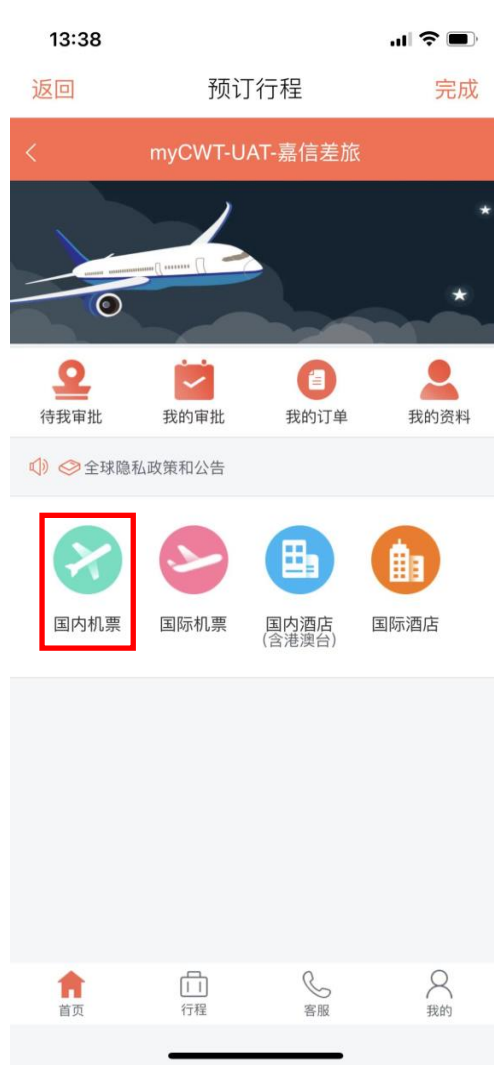 13:38
返回 预订行程 完成
myCWT-UAT-嘉信差旅
待我审批 我的审批 我的订单 我的资料
全球隐私政策和公告
国内机票 国际机票 国内酒店 国际酒店
(含港澳台)
首页 行程 客服 我的